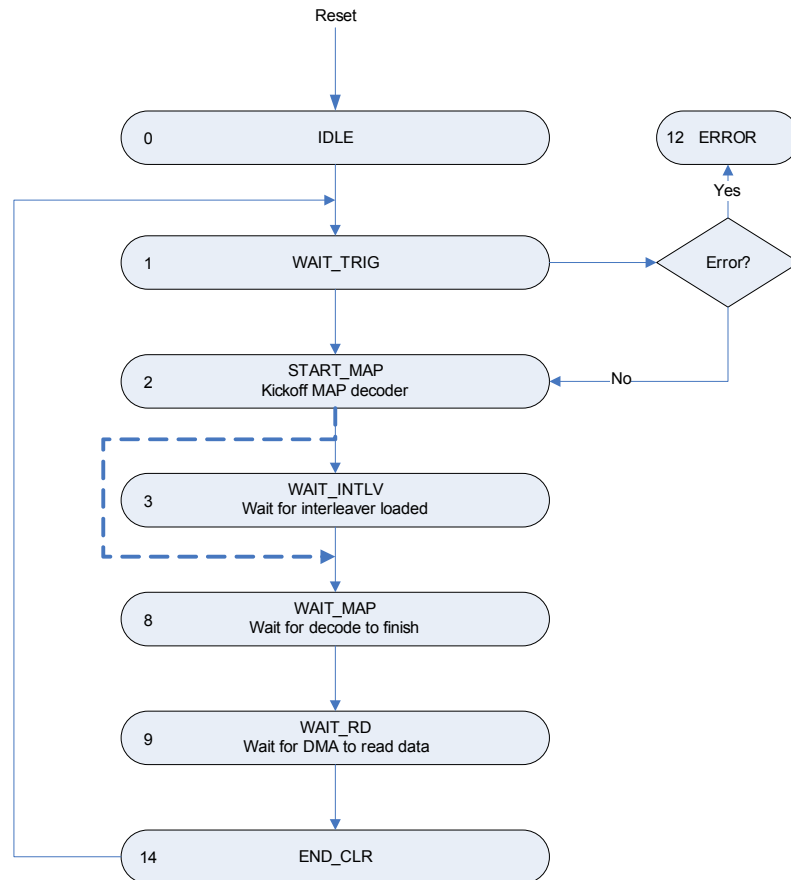 Reset
0 IDLE
12 ERROR
Yes
1 WAIT_TRIG
Error?
START_MAP
2 Kickoff MAP decoder
No
WAIT_INTLV
3 Wait for interleaver loaded
WAIT_MAP
8 Wait for decode to finish
WAIT_RD
9 Wait for DMA to read data
14 END_CLR